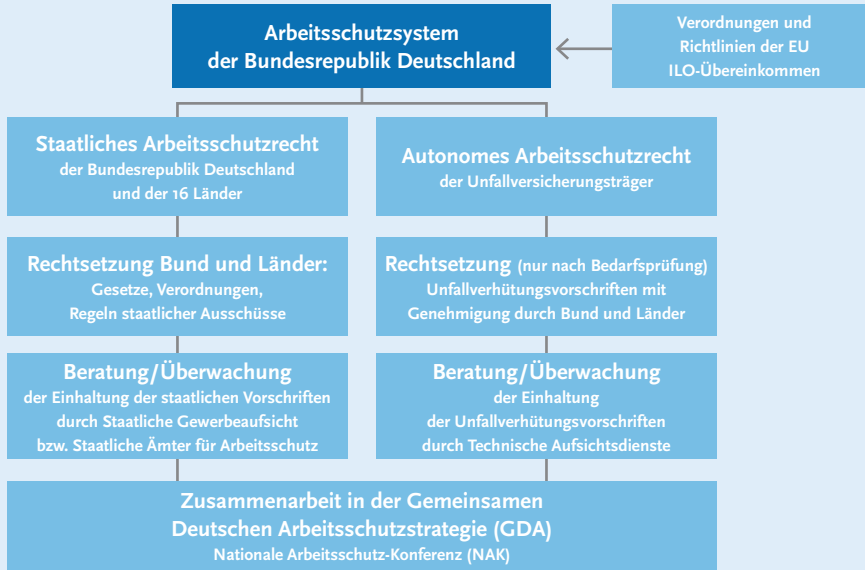 Arbeitsschutzsystem
der Bundesrepublik Deutschland
Verordnungen und
Richtlinien der EU
ILO-Übereinkommen
Staatliches Arbeitsschutzrecht
der Bundesrepublik Deutschland
und der 16 Länder
Autonomes Arbeitsschutzrecht
der Unfallversicherungsträger
Rechtsetzung Bund und Länder:
Gesetze, Verordnungen,
Regeln staatlicher Ausschüsse
Rechtsetzung (nur nach Bedarfsprüfung)
Unfallverhütungsvorschriften mit
Genehmigung durch Bund und Länder
Beratung/Überwachung
der Einhaltung der staatlichen Vorschriften
durch Staatliche Gewerbeaufsicht
bzw. Staatliche Ämter für Arbeitsschutz
Beratung/Überwachung
der Einhaltung
der Unfallverhütungsvorschriften
durch Technische Aufsichtsdienste
Zusammenarbeit in der Gemeinsamen
Deutschen Arbeitsschutzstrategie (GDA)
Nationale Arbeitsschutz-Konferenz (NAK)